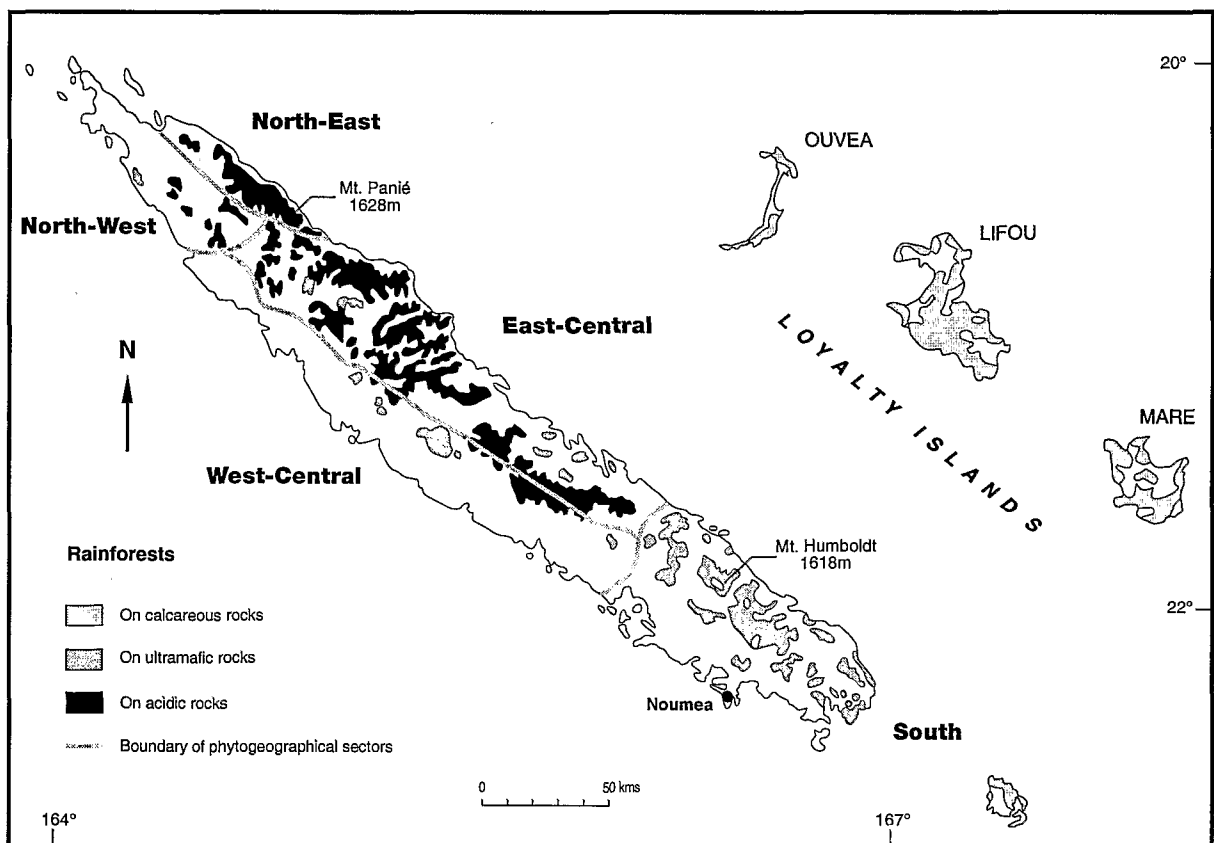 20°
North-East
OUVEA
Mt. Panié
1628m
North-West
LIFOU
East-Central
N
LOYALTY ISLANDS
MARE
West-Central
Rainforests
Mt. Humboldt
1618m
On calcareous rocks
22°
On ultramafic rocks
On acidic rocks
Noumea
Boundary of phytogeographical sectors
South
0 50 kms
164°
167°